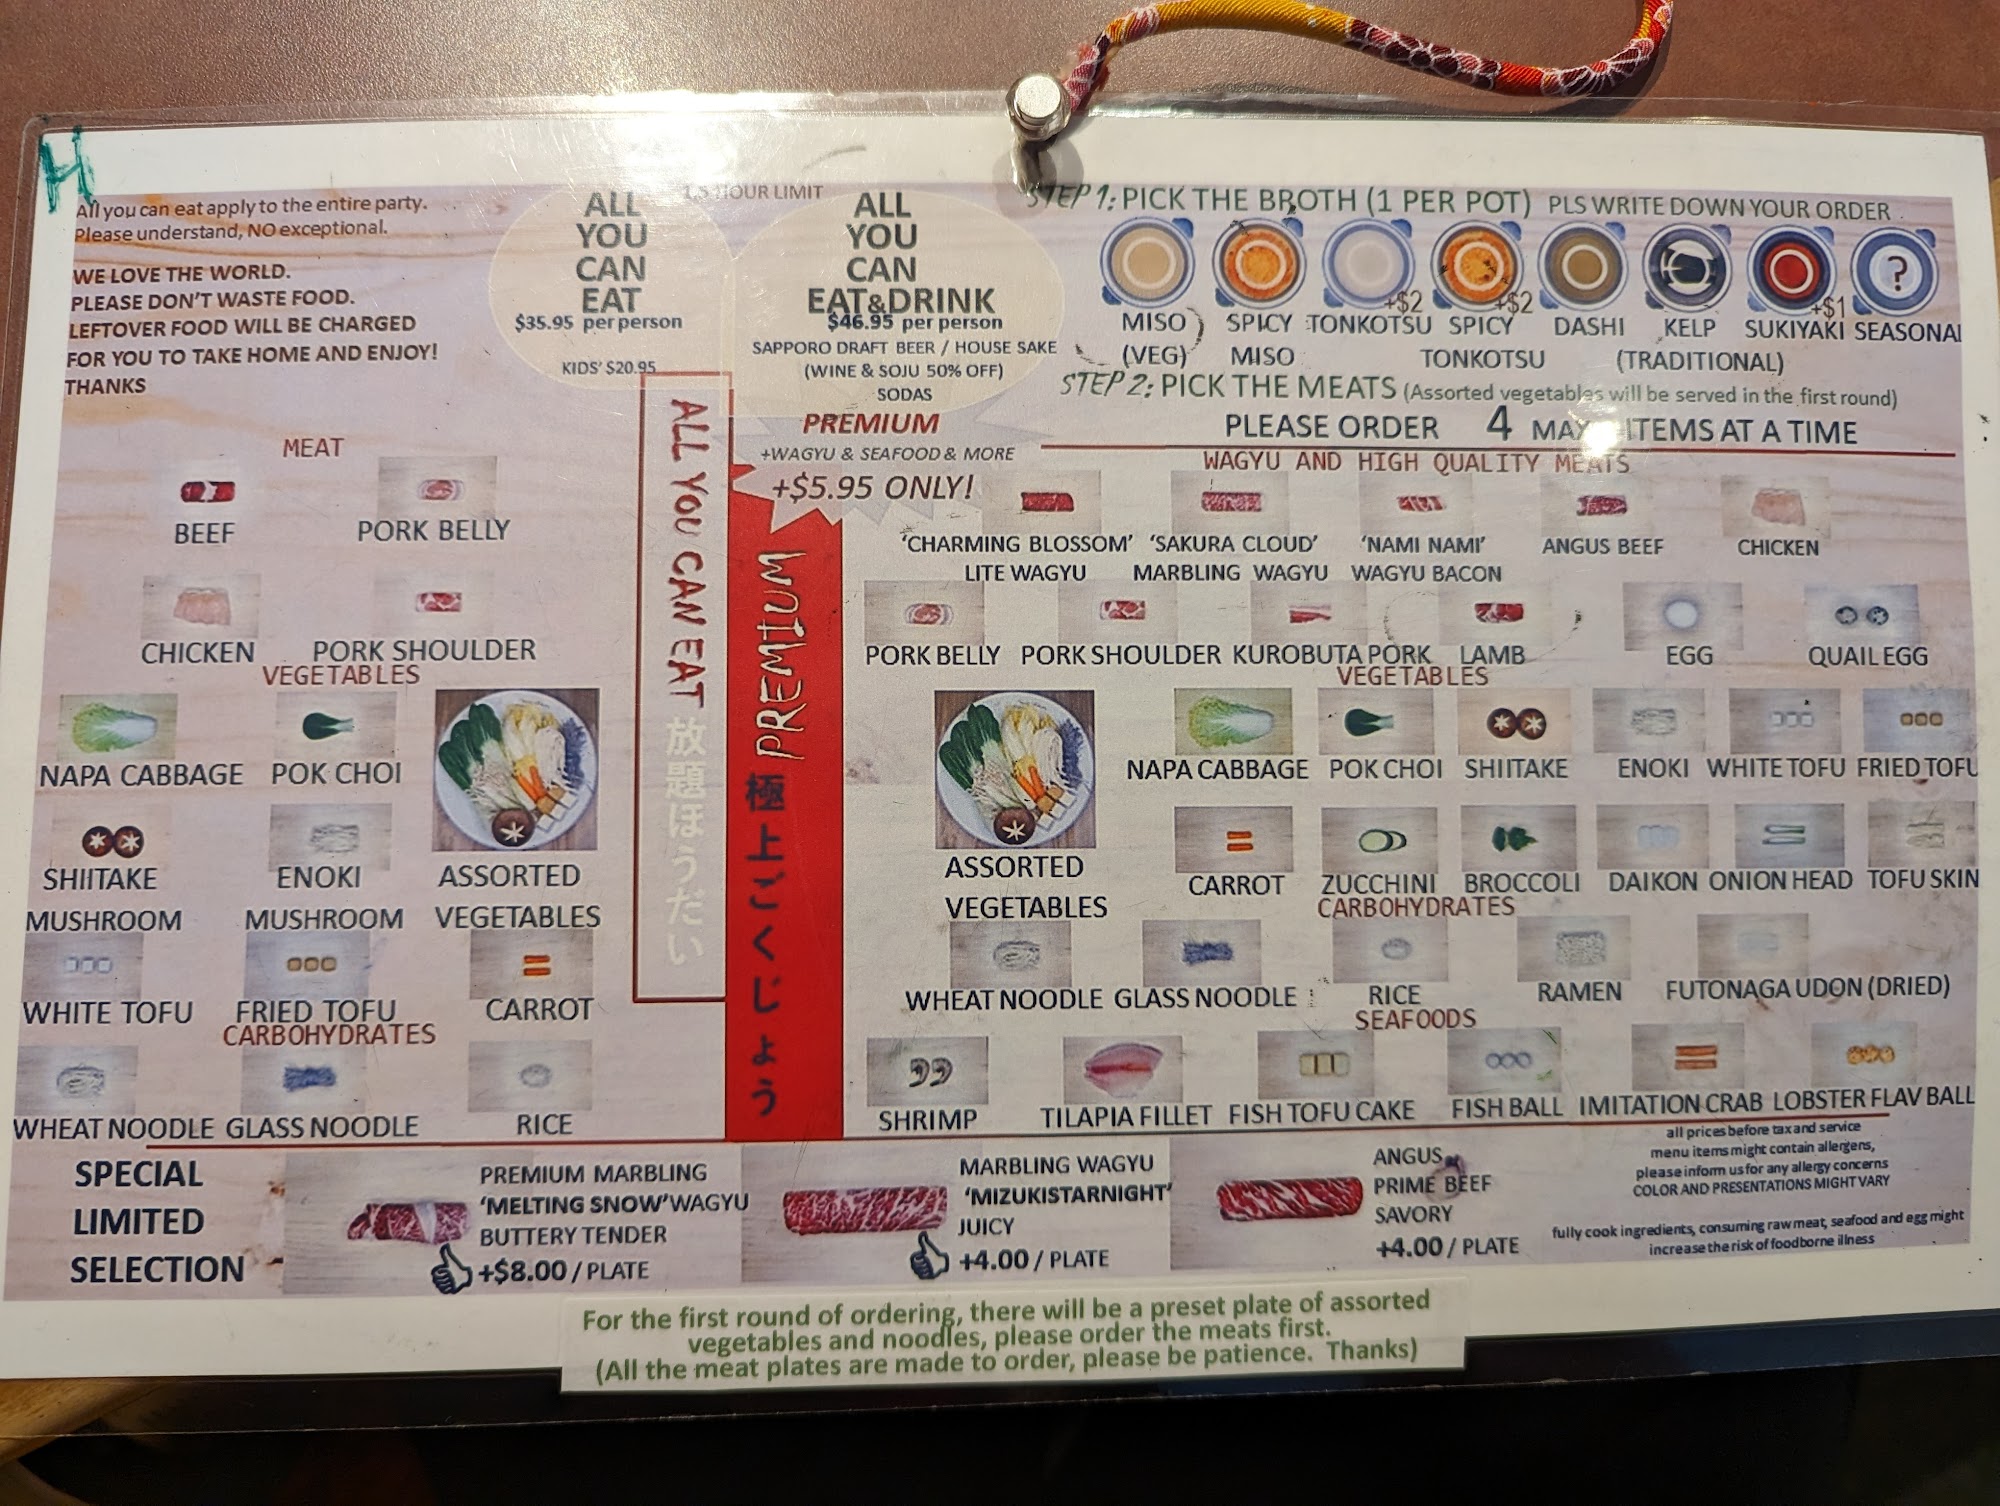 H
All you can eat apply to the entire party.
Please understand, NO exceptional.
WE LOVE THE WORLD.
PLEASE DON'T WASTE FOOD.
LEFTOVER FOOD WILL BE CHARGED
FOR YOU TO TAKE HOME AND ENJOY!
THANKS
1.5 HOUR LIMIT
ALL
YOU
CAN
EAT
$35.95 per person
KIDS' $20.95
ALL
YOU
CAN
EAT&DRINK
$46.95 per person
SAPPORO DRAFT BEER / HOUSE SAKE
(WINE & SOJU 50% OFF)
SODAS
PREMIUM
+WAGYU & SEAFOOD & MORE
+$5.95 ONLY!
STEP 1: PICK THE BROTH (1 PER POT) PLS WRITE DOWN YOUR ORDER
?
+$2 +$2 +$1
MISO SPICY TONKOTSU SPICY DASHI KELP SUKIYAKI SEASONAL
(VEG) MISO TONKOTSU (TRADITIONAL)
STEP 2: PICK THE MEATS (Assorted vegetables will be served in the first round)
PLEASE ORDER 4 MAX ITEMS AT A TIME
MEAT
BEEF PORK BELLY
CHICKEN PORK SHOULDER
VEGETABLES
NAPA CABBAGE POK CHOI
SHIITAKE ENOKI ASSORTED
MUSHROOM MUSHROOM VEGETABLES
WHITE TOFU FRIED TOFU CARROT
CARBOHYDRATES
WHEAT NOODLE GLASS NOODLE RICE
ALL YOU CAN EAT 放題ほうだい
PREMIUM 極上ごくじょう
WAGYU AND HIGH QUALITY MEATS
'CHARMING BLOSSOM' 'SAKURA CLOUD' 'NAMI NAMI' ANGUS BEEF CHICKEN
LITE WAGYU MARBLING WAGYU WAGYU BACON
PORK BELLY PORK SHOULDER KUROBUTA PORK LAMB EGG QUAIL EGG
VEGETABLES
NAPA CABBAGE POK CHOI SHIITAKE ENOKI WHITE TOFU FRIED TOFU
ASSORTED
VEGETABLES
CARROT ZUCCHINI BROCCOLI DAIKON ONION HEAD TOFU SKIN
CARBOHYDRATES
WHEAT NOODLE GLASS NOODLE RICE RAMEN FUTONAGA UDON (DRIED)
SEAFOODS
SHRIMP TILAPIA FILLET FISH TOFU CAKE FISH BALL IMITATION CRAB LOBSTER FLAV BALL
SPECIAL
LIMITED
SELECTION
PREMIUM MARBLING
'MELTING SNOW' WAGYU
BUTTERY TENDER
+$8.00 / PLATE
MARBLING WAGYU
'MIZUKISTARNIGHT'
JUICY
+4.00 / PLATE
ANGUS
PRIME BEEF
SAVORY
+4.00 / PLATE
all prices before tax and service
menu items might contain allergens,
please inform us for any allergy concerns
COLOR AND PRESENTATIONS MIGHT VARY
fully cook ingredients, consuming raw meat, seafood and egg might
increase the risk of foodborne illness
For the first round of ordering, there will be a preset plate of assorted
vegetables and noodles, please order the meats first.
(All the meat plates are made to order, please be patience. Thanks)